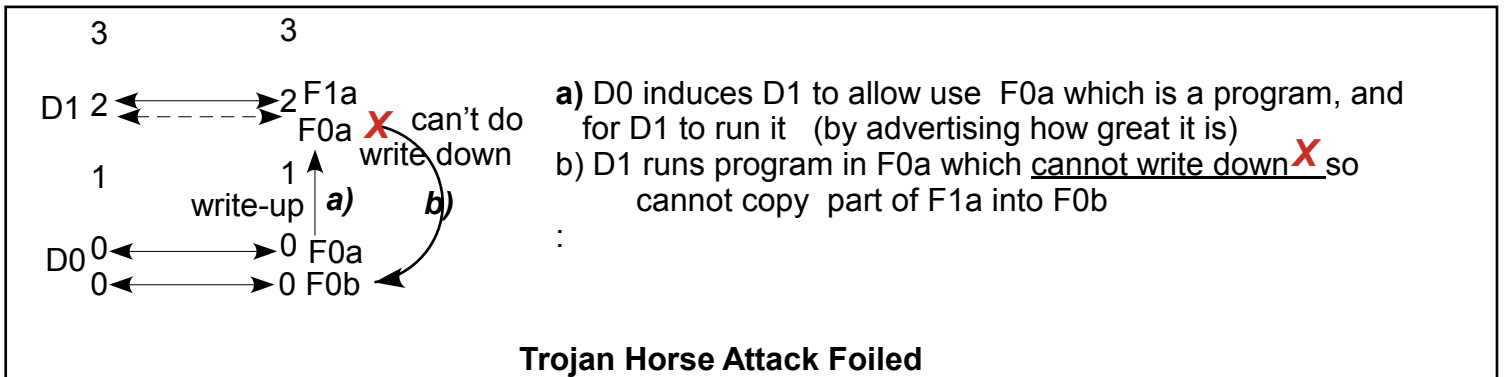 3 3
D1 2 2 F1a
F0a X can't do
write down
1 1
write-up a) b)
D0 0 0 F0a
0 0 F0b
a) D0 induces D1 to allow use F0a which is a program, and
for D1 to run it (by advertising how great it is)
b) D1 runs program in F0a which cannot write down X so
cannot copy part of F1a into F0b
:
Trojan Horse Attack Foiled